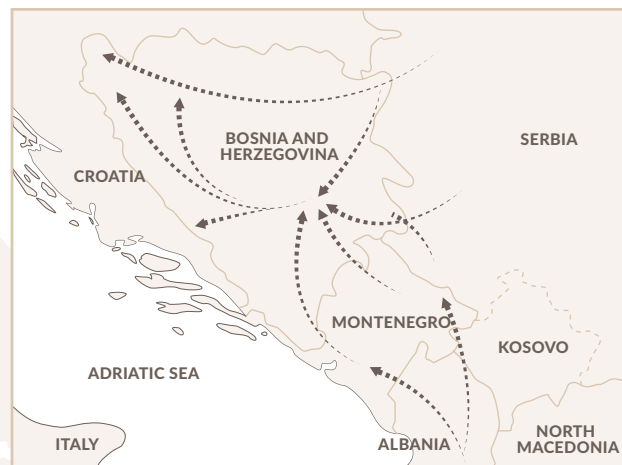 BOSNIA AND
HERZEGOVINA
SERBIA
CROATIA
MONTENEGRO
KOSOVO
ADRIATIC SEA
ITALY
ALBANIA
NORTH
MACEDONIA